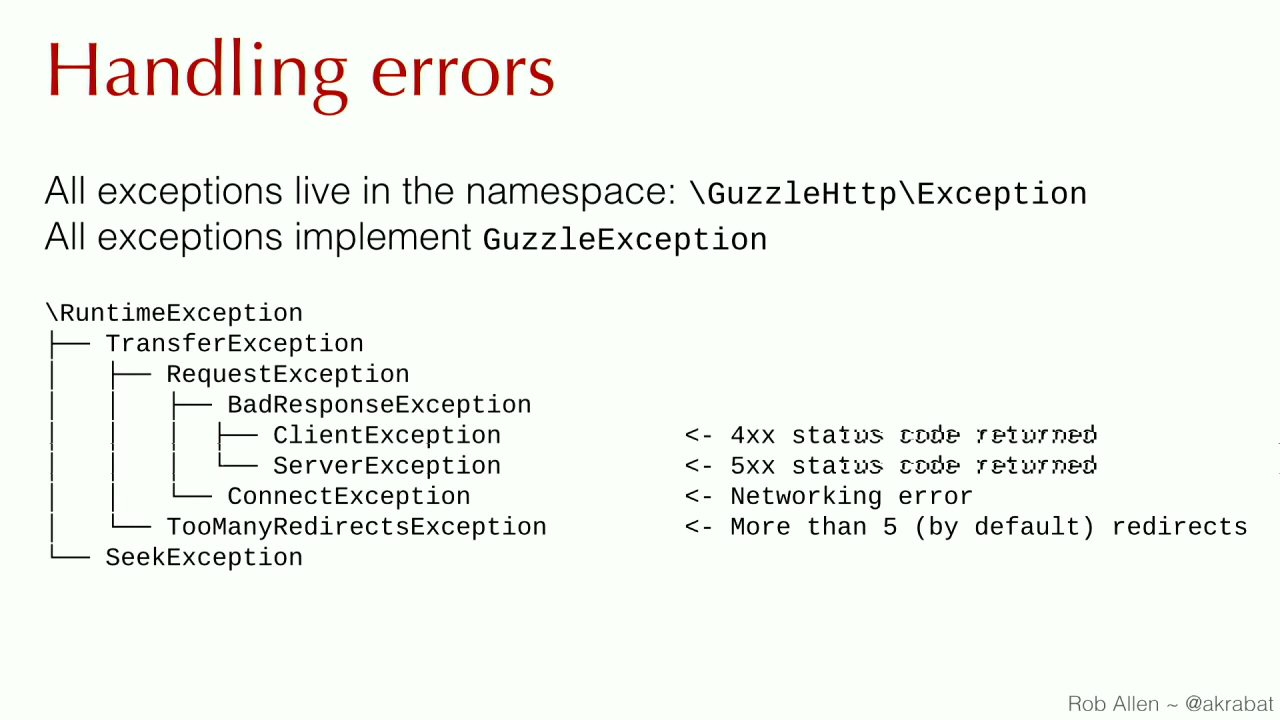 Handling errors
All exceptions live in the namespace: \GuzzleHttp\Exception
All exceptions implement GuzzleException
\RuntimeException
├── TransferException
│   ├── RequestException
│   │   ├── BadResponseException
│   │   │  ├── ClientException            <- 4xx status code returned
│   │   │  └── ServerException            <- 5xx status code returned
│   │   └── ConnectException              <- Networking error
│   └── TooManyRedirectsException         <- More than 5 (by default) redirects
└── SeekException
Rob Allen ~ @akrabat